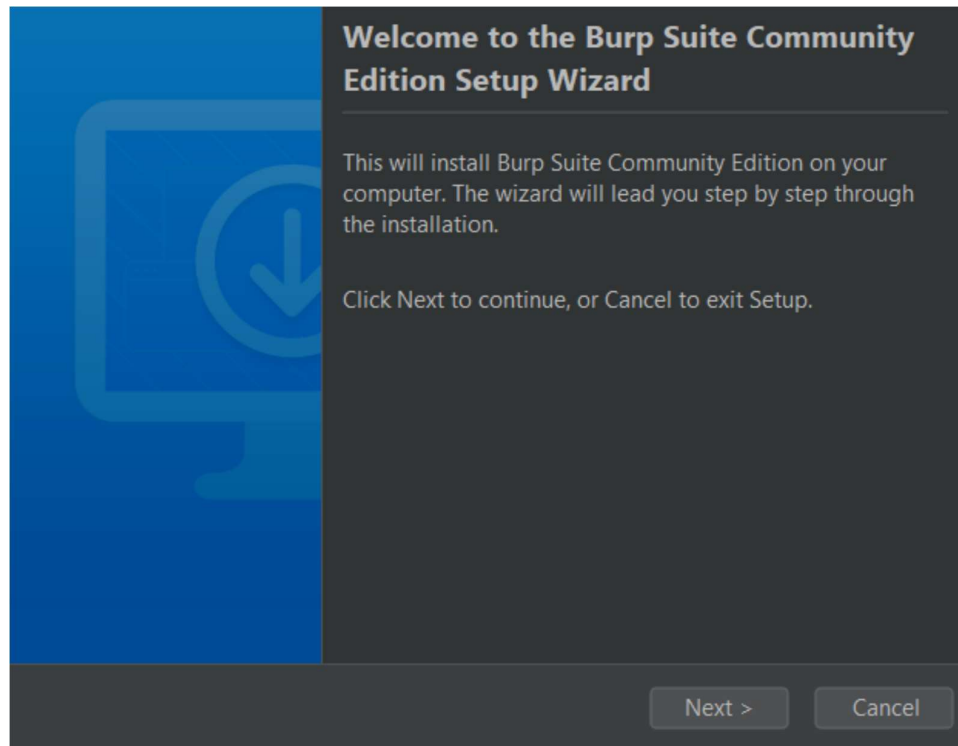 Welcome to the Burp Suite Community
Edition Setup Wizard
This will install Burp Suite Community Edition on your
computer. The wizard will lead you step by step through
the installation.
Click Next to continue, or Cancel to exit Setup.
Next >
Cancel